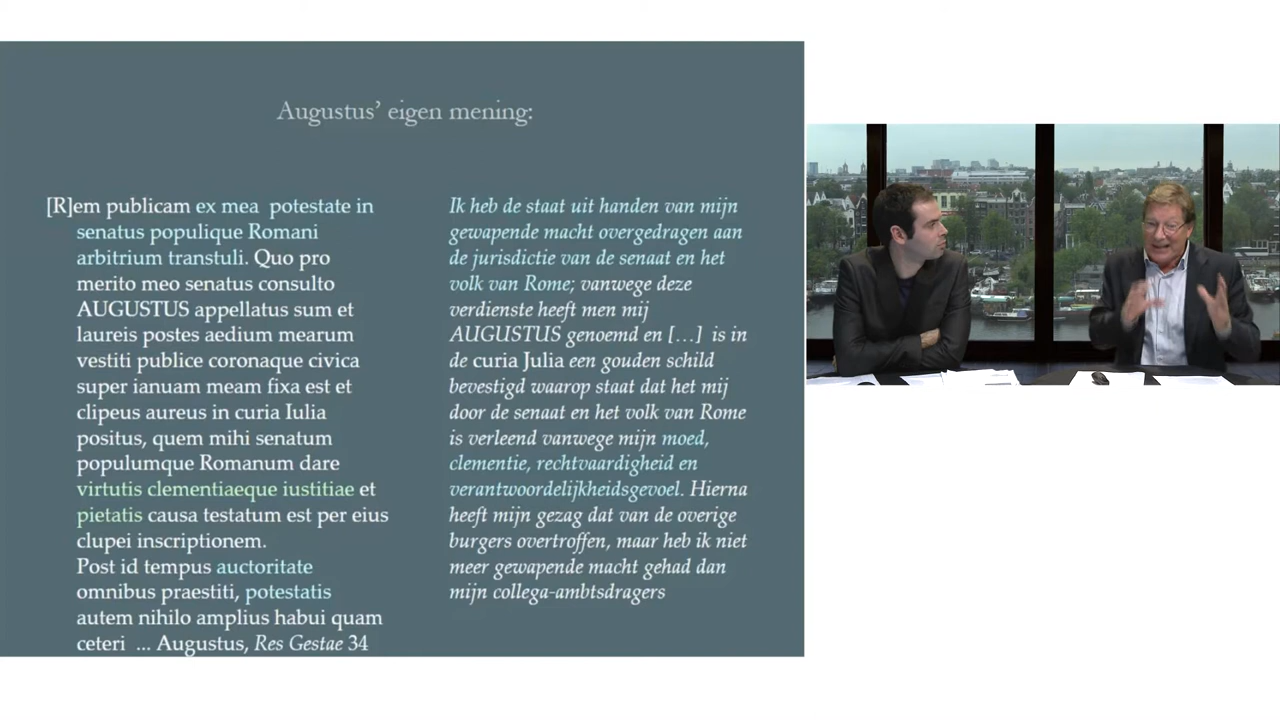 Augustus’ eigen mening:
[R]em publicam ex mea potestate in
senatus populique Romani
arbitrium transtuli. Quo pro
merito meo senatus consulto
AUGUSTUS appellatus sum et
laureis postes aedium mearum
vestiti publice coronaque civica
super ianuam meam fixa est et
clipeus aureus in curia Iulia
positus, quem mihi senatum
populumque Romanum dare
virtutis clementiaeque iustitiae et
pietatis causa testatum est per eius
clupei inscriptionem.
Post id tempus auctoritate
omnibus praestiti, potestatis
autem nihilo amplius habui quam
ceteri ... Augustus, Res Gestae 34
Ik heb de staat uit handen van mijn
gewapende macht overgedragen aan
de jurisdictie van de senaat en het
volk van Rome; vanwege deze
verdienste heeft men mij
AUGUSTUS genoemd en […] is in
de curia Julia een gouden schild
bevestigd waarop staat dat het mij
door de senaat en het volk van Rome
is verleend vanwege mijn moed,
clementie, rechtvaardigheid en
verantwoordelijkheidsgevoel. Hierna
heeft mijn gezag dat van de overige
burgers overtroffen, maar heb ik niet
meer gewapende macht gehad dan
mijn collega-ambtsdragers